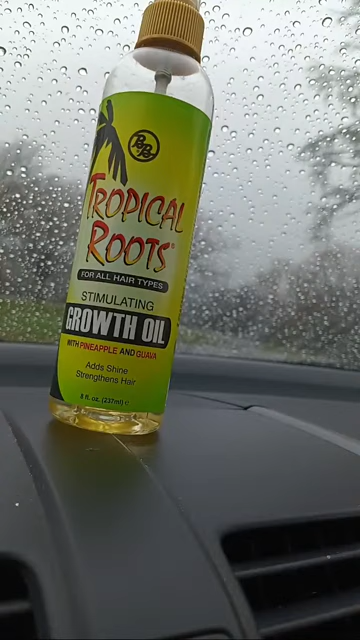 BB
TROPICAL
ROOTS®
FOR ALL HAIR TYPES
STIMULATING
GROWTH OIL
WITH PINEAPPLE AND GUAVA
Adds Shine
Strengthens Hair
8 fl. oz. (237ml) e